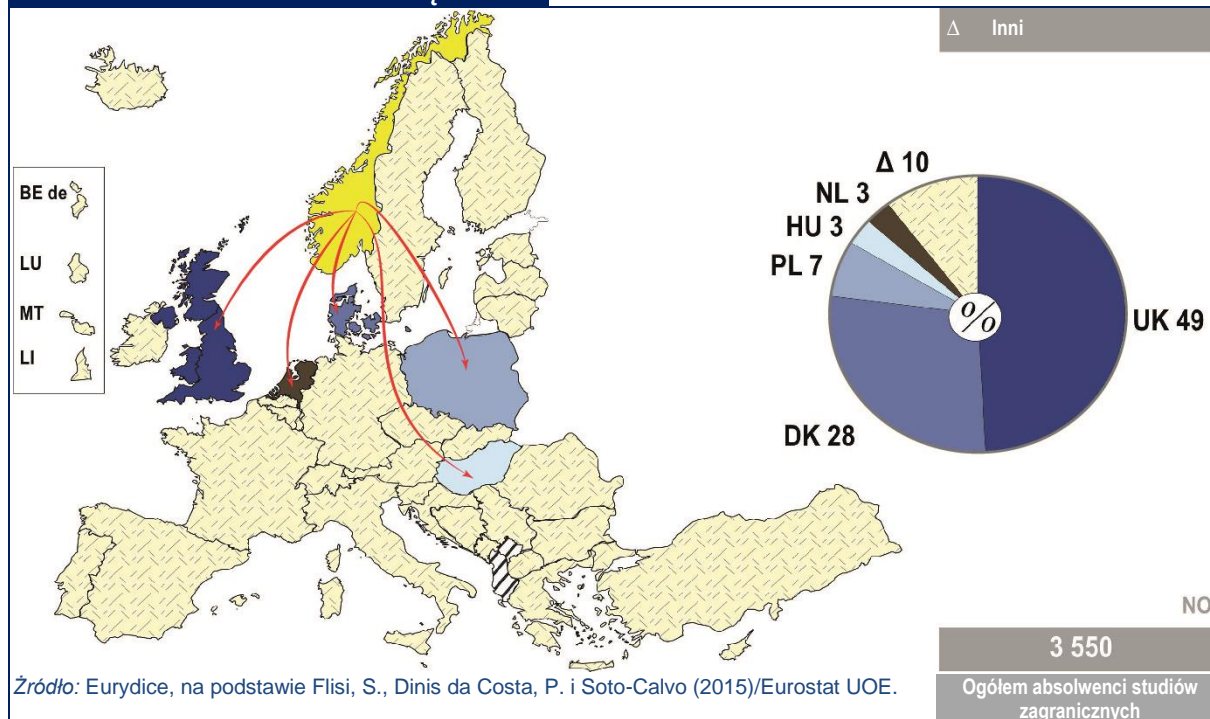 Δ Inni
BE de
LU
MT
LI
Δ 10
NL 3
HU 3
PL 7
DK 28
UK 49
%
NO
3 550
Ogółem absolwenci studiów
zagranicznych
Źródło: Eurydice, na podstawie Flisi, S., Dinis da Costa, P. i Soto-Calvo (2015)/Eurostat UOE.